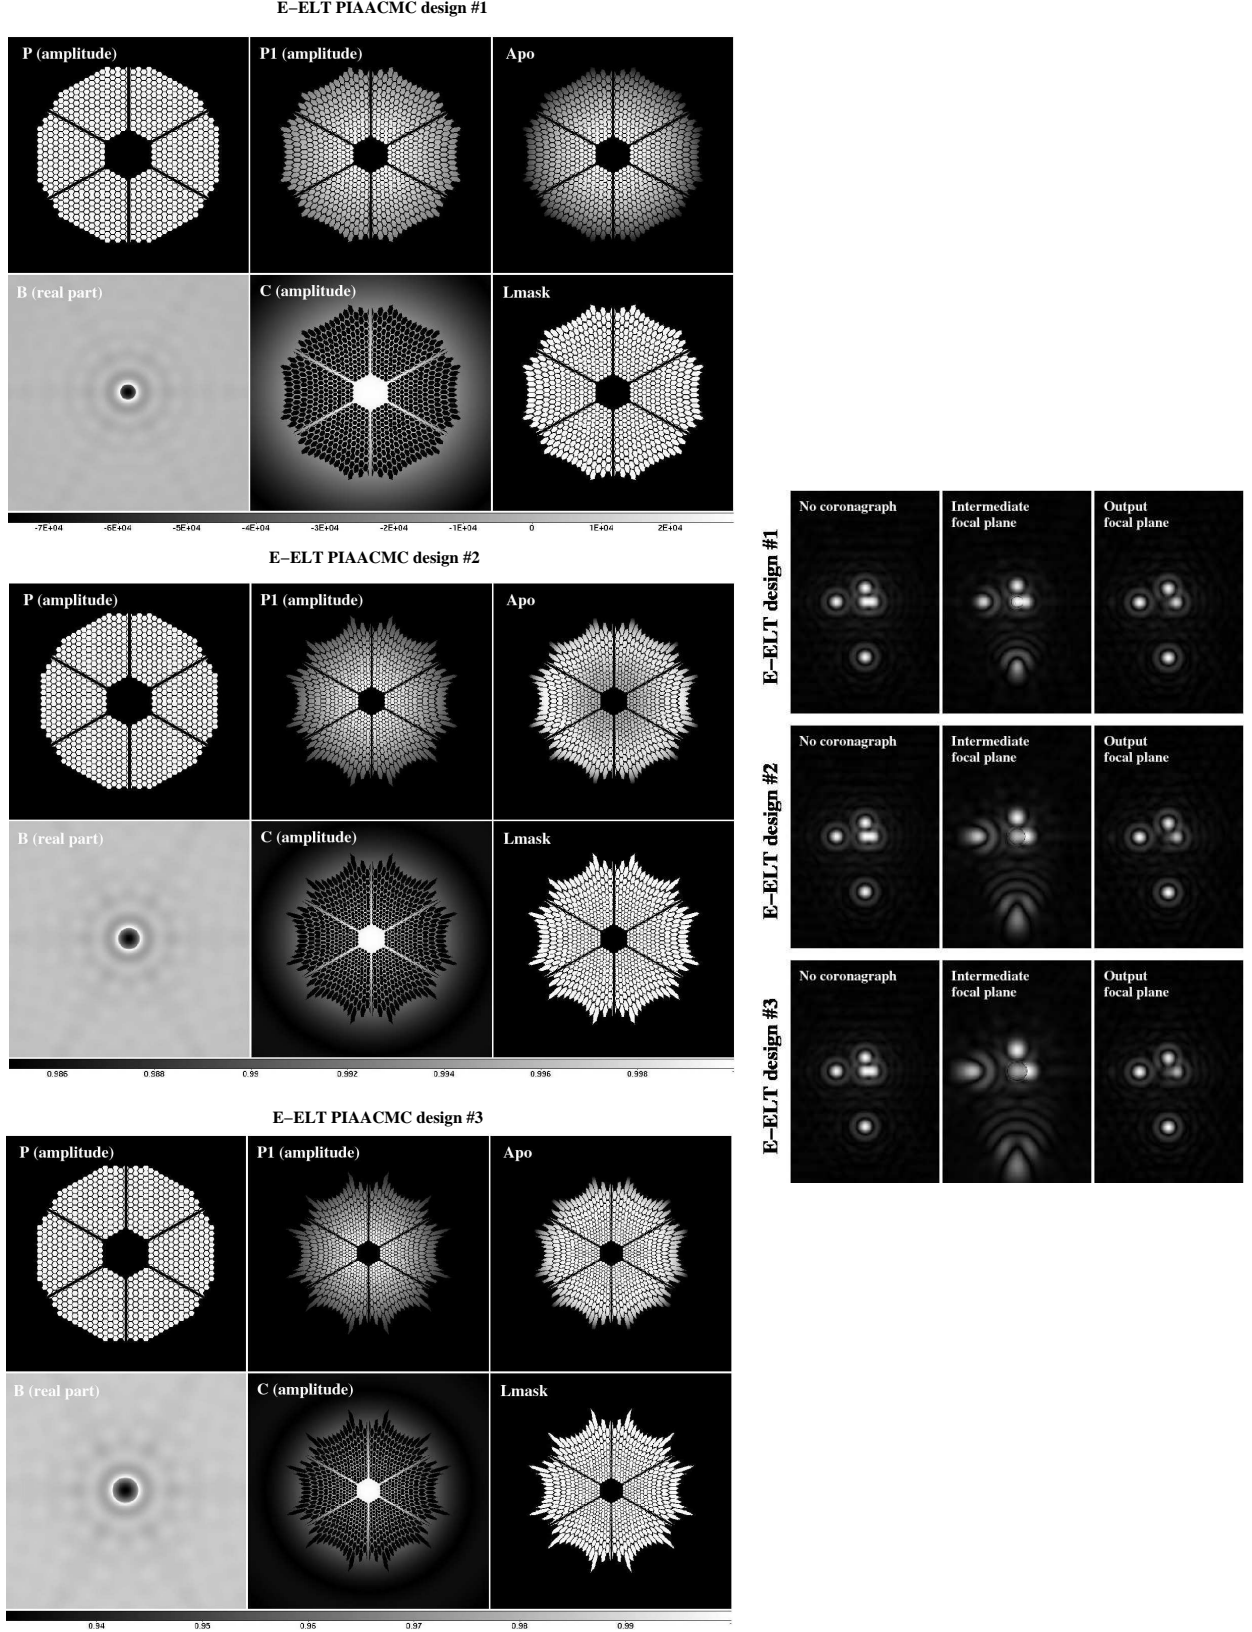 E−ELT PIAACMC design #1
P (amplitude)
P1 (amplitude)
Apo
B (real part)
C (amplitude)
Lmask
-7E+04 -6E+04 -5E+04 -4E+04 -3E+04 -2E+04 -1E+04 0 1E+04 2E+04
E−ELT PIAACMC design #2
P (amplitude)
P1 (amplitude)
Apo
B (real part)
C (amplitude)
Lmask
0.986 0.988 0.99 0.992 0.994 0.996 0.998
E−ELT PIAACMC design #3
P (amplitude)
P1 (amplitude)
Apo
B (real part)
C (amplitude)
Lmask
0.94 0.95 0.96 0.97 0.98 0.99
E−ELT design #1
No coronagraph
Intermediate
focal plane
Output
focal plane
E−ELT design #2
No coronagraph
Intermediate
focal plane
Output
focal plane
E−ELT design #3
No coronagraph
Intermediate
focal plane
Output
focal plane